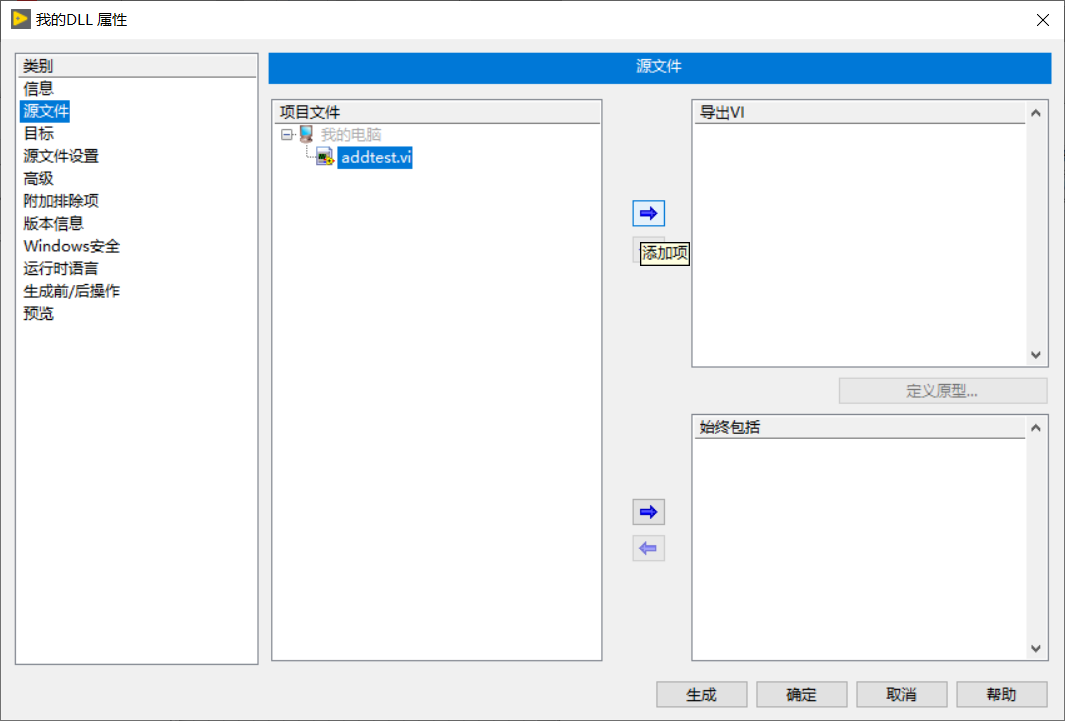 我的DLL 属性
类别
信息
源文件
目标
源文件设置
高级
附加排除项
版本信息
Windows安全
运行时语言
生成前/后操作
预览
源文件
项目文件
我的电脑
addtest.vi
添加项
导出VI
定义原型...
始终包括
生成
确定
取消
帮助